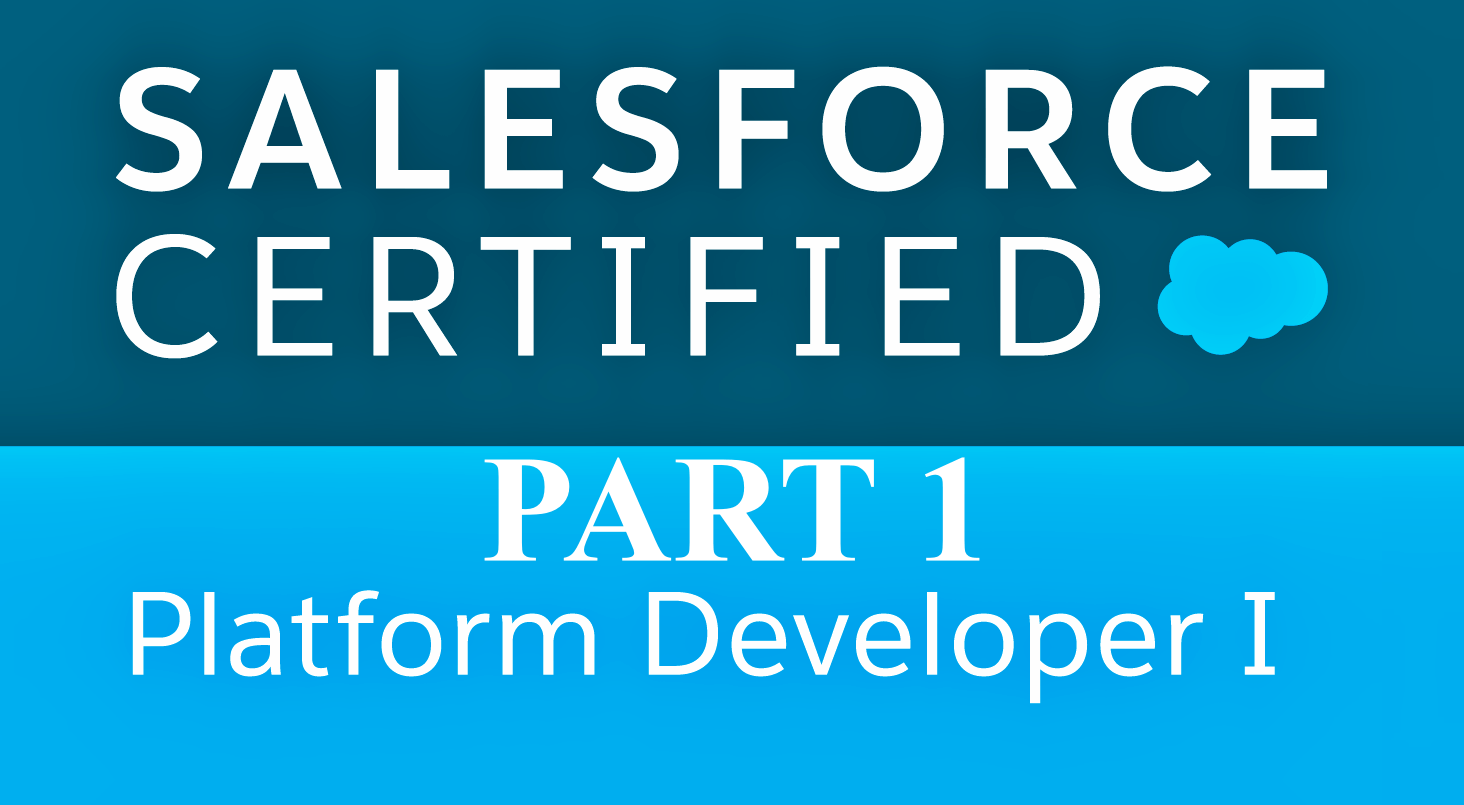 SALESFORCE
CERTIFIED
PART 1
Platform Developer I